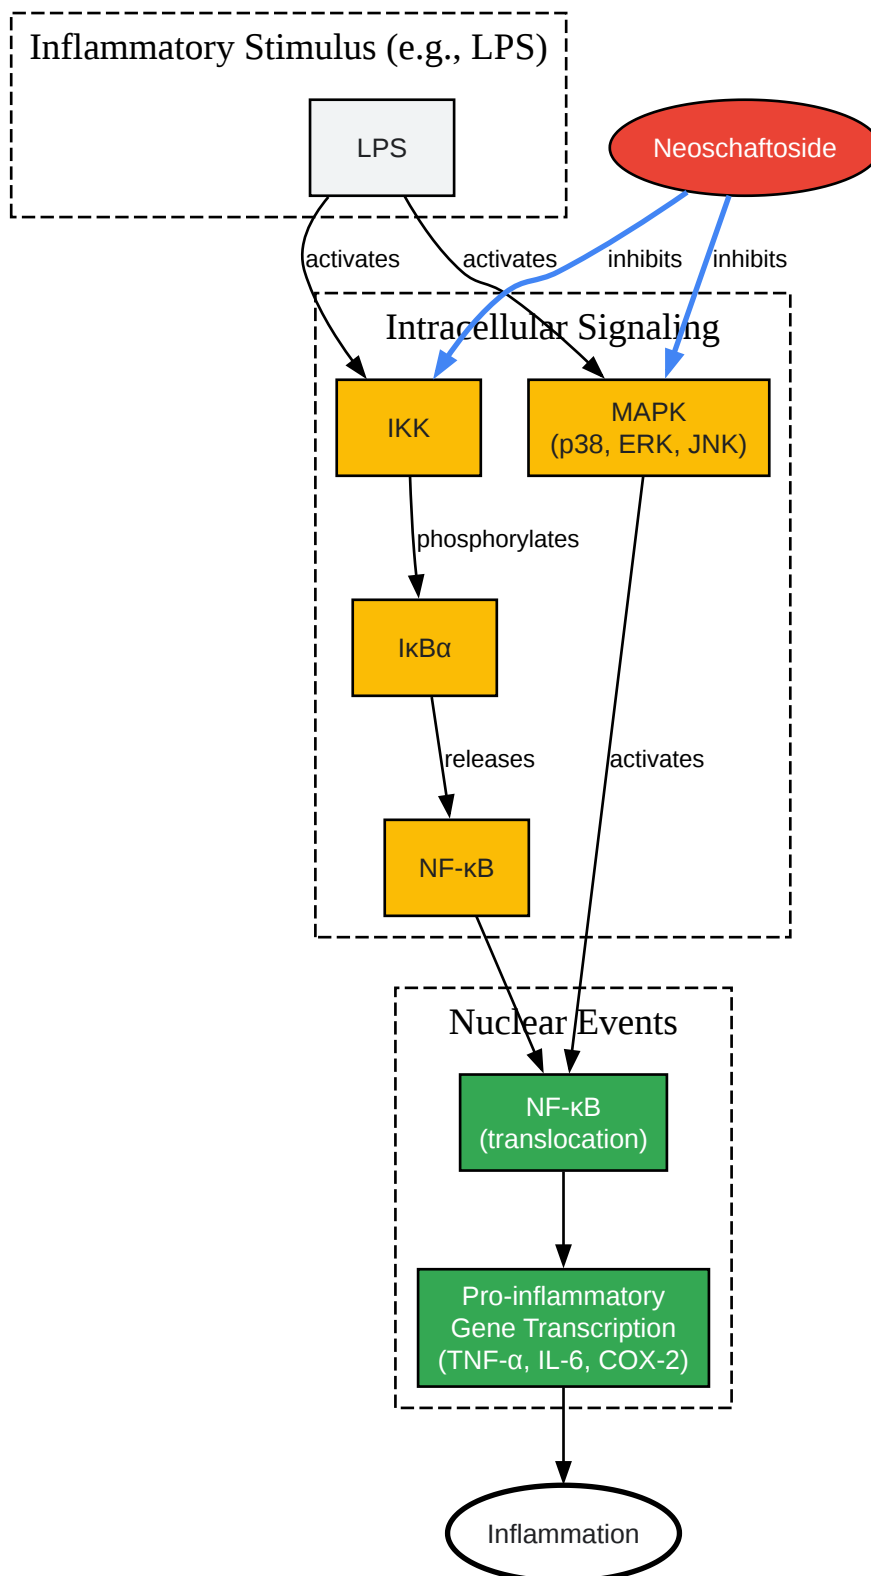 Inflammatory Stimulus (e.g., LPS)
LPS
Neoschaftoside
activates
activates
inhibits
inhibits
Intracellular Signaling
IKK
MAPK
(p38, ERK, JNK)
phosphorylates
IκBα
releases
activates
NF-κB
Nuclear Events
NF-κB
(translocation)
Pro-inflammatory
Gene Transcription
(TNF-α, IL-6, COX-2)
Inflammation